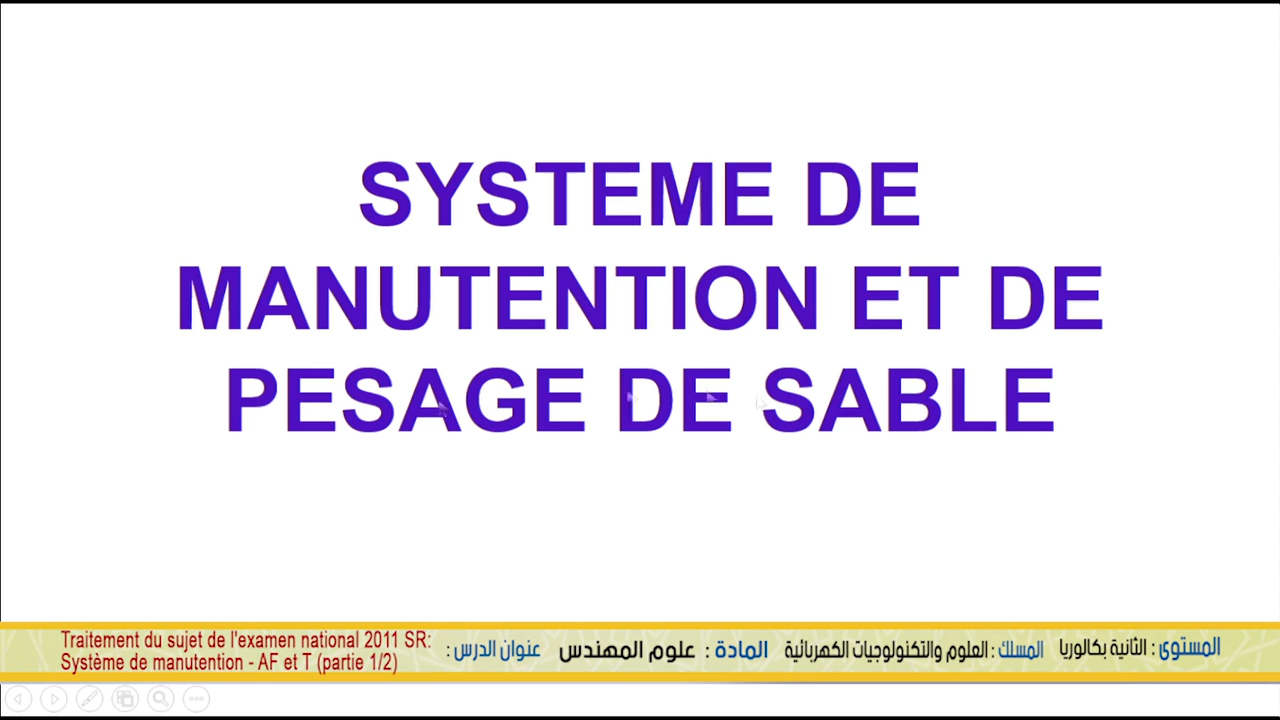 SYSTEME DE
MANUTENTION ET DE
PESAGE DE SABLE
المستوى : الثانية بكالوريا
المسلك : العلوم والتكنولوجيات الكهربائية
المادة : علوم المهندس
عنوان الدرس :
Traitement du sujet de l'examen national 2011 SR:
Système de manutention - AF et T (partie 1/2)